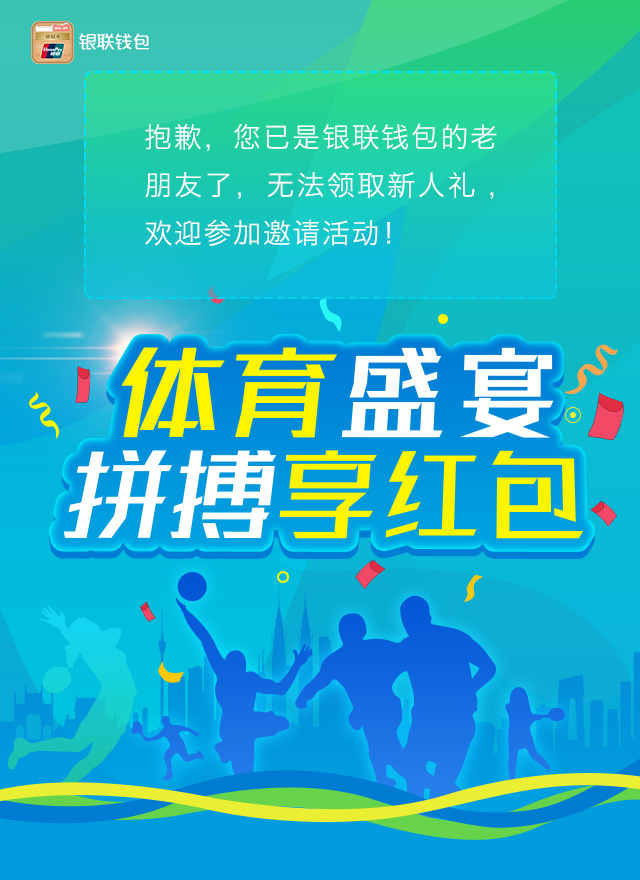 银联钱包
抱歉，您已是银联钱包的老
朋友了，无法领取新人礼，
欢迎参加邀请活动！
体育盛宴
拼搏享红包